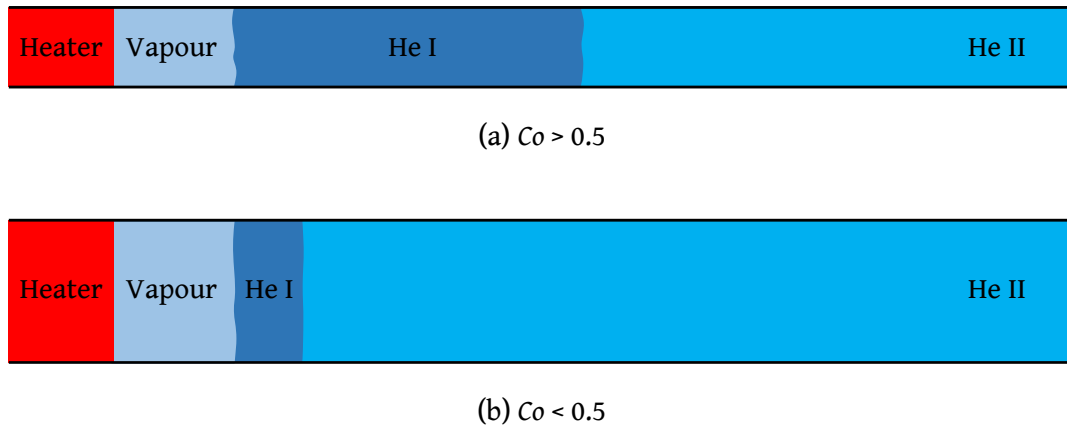 Heater Vapour He I He II
(a) Co > 0.5
Heater Vapour He I He II
(b) Co < 0.5